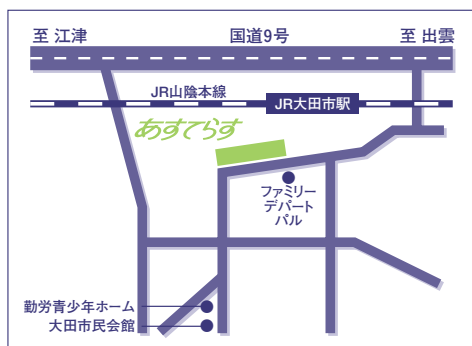 至 江津
国道9号
至 出雲
JR山陰本線
JR大田市駅
あすてらす
ファミリー
デパート
パル
勤労青少年ホーム
大田市民会館